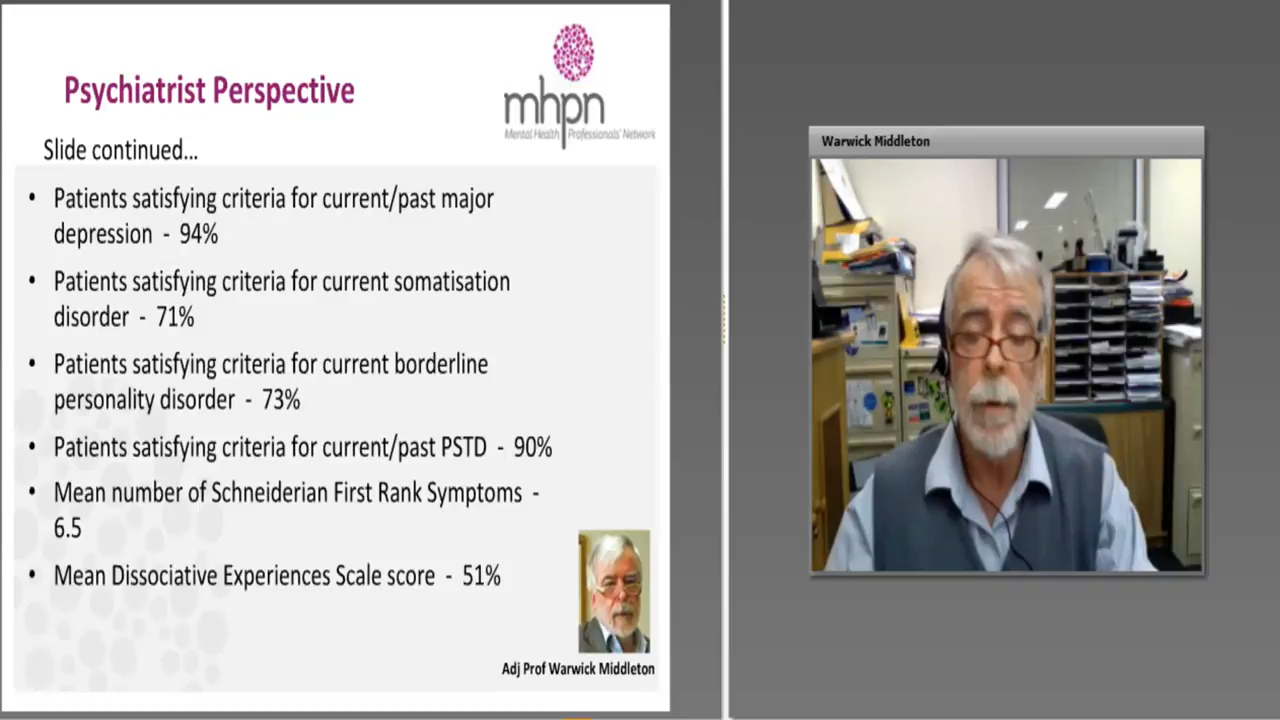 Psychiatrist Perspective
mhpn
Mental Health Professionals' Network
Slide continued...
• Patients satisfying criteria for current/past major
depression - 94%
• Patients satisfying criteria for current somatisation
disorder - 71%
• Patients satisfying criteria for current borderline
personality disorder - 73%
• Patients satisfying criteria for current/past PSTD - 90%
• Mean number of Schneiderian First Rank Symptoms -
6.5
• Mean Dissociative Experiences Scale score - 51%
Adj Prof Warwick Middleton
Warwick Middleton